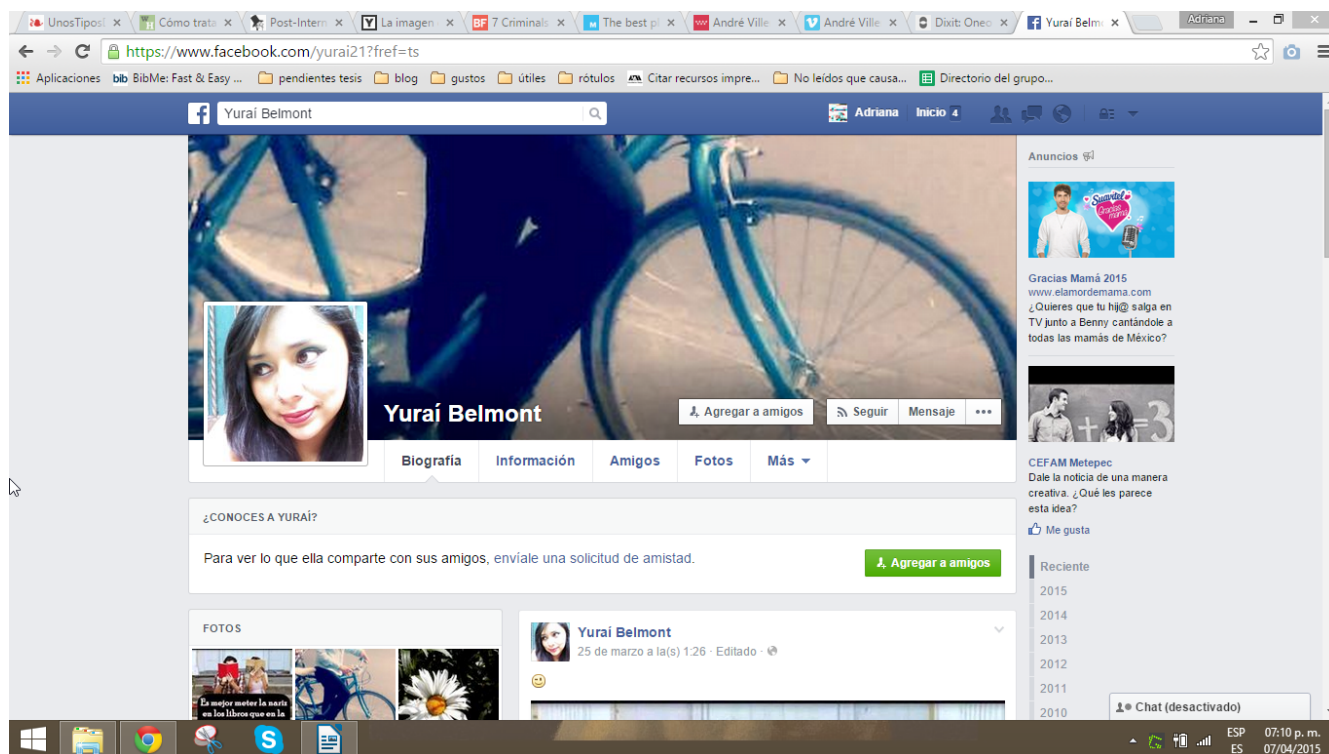 UnosTiposD
Cómo trata
Post-Intern
La imagen
7 Criminals
The best pl
André Ville
André Ville
Dixit: Oneo
Yuraí Belmo
Adriana
https://www.facebook.com/yurai21?fref=ts
Aplicaciones
bib BibMe: Fast & Easy ...
pendientes tesis
blog
gustos
útiles
rótulos
Citar recursos impre...
No leídos que causa...
Directorio del grupo...
Yuraí Belmont
Adriana
Inicio 4
Yuraí Belmont
Agregar a amigos
Seguir
Mensaje
Biografía
Información
Amigos
Fotos
Más
¿CONOCES A YURAÍ?
Para ver lo que ella comparte con sus amigos, envíale una solicitud de amistad.
Agregar a amigos
FOTOS
Es mejor meter la nariz
en los libros que en la
Yuraí Belmont
25 de marzo a la(s) 1:26 · Editado ·
Anuncios
Suavitel
Gracias
mamá
Gracias Mamá 2015
www.elamordemama.com
¿Quieres que tu hij@ salga en
TV junto a Benny cantándole a
todas las mamás de México?
+ =3
CEFAM Metepec
Dale la noticia de una manera
creativa. ¿Qué les parece
esta idea?
Me gusta
Reciente
2015
2014
2013
2012
2011
2010
Chat (desactivado)
ESP
ES
07:10 p. m.
07/04/2015